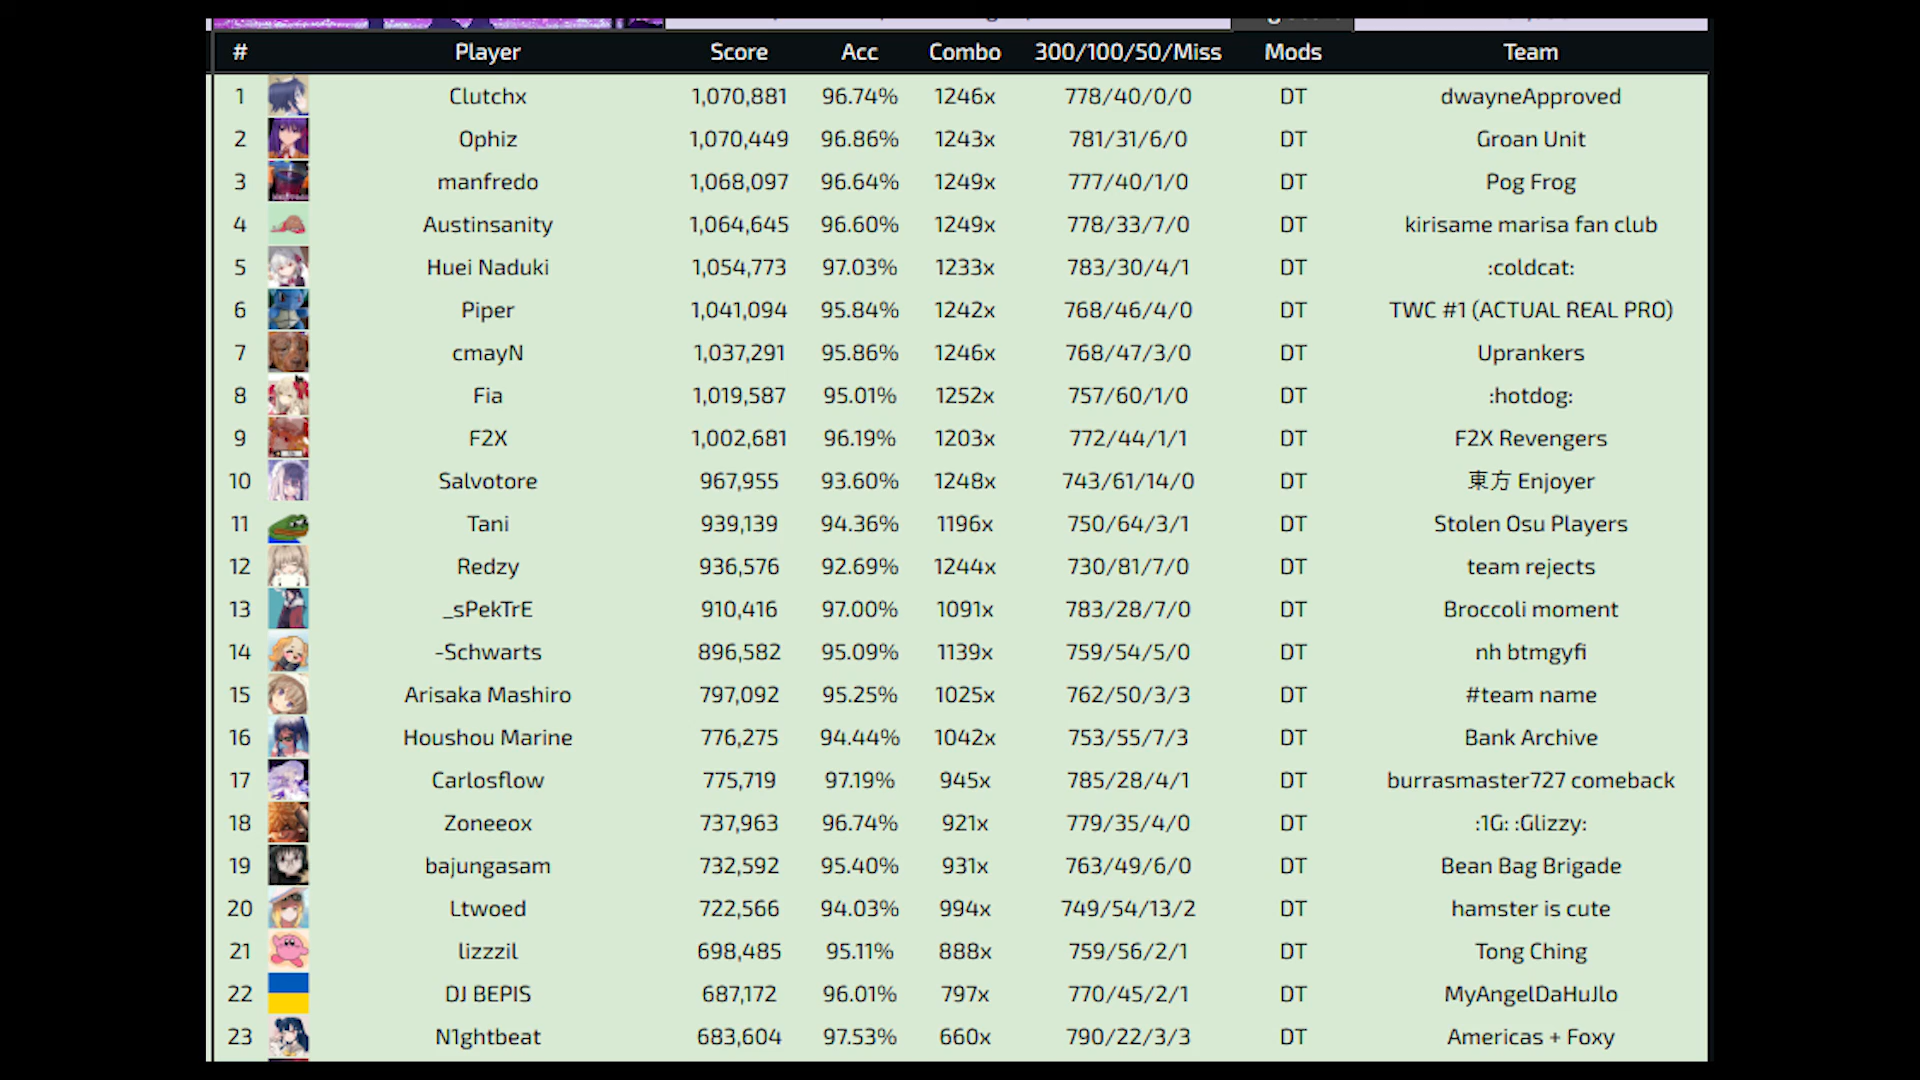 # Player Score Acc Combo 300/100/50/Miss Mods Team
1 Clutchx 1,070,881 96.74% 1246x 778/40/0/0 DT dwayneApproved
2 Ophiz 1,070,449 96.86% 1243x 781/31/6/0 DT Groan Unit
3 manfredo 1,068,097 96.64% 1249x 777/40/1/0 DT Pog Frog
4 Austinsanity 1,064,645 96.60% 1249x 778/33/7/0 DT kirisame marisa fan club
5 Huei Naduki 1,054,773 97.03% 1233x 783/30/4/1 DT :coldcat:
6 Piper 1,041,094 95.84% 1242x 768/46/4/0 DT TWC #1 (ACTUAL REAL PRO)
7 cmayN 1,037,291 95.86% 1246x 768/47/3/0 DT Uprankers
8 Fia 1,019,587 95.01% 1252x 757/60/1/0 DT :hotdog:
9 F2X 1,002,681 96.19% 1203x 772/44/1/1 DT F2X Revengers
10 Salvotore 967,955 93.60% 1248x 743/61/14/0 DT 東方 Enjoyer
11 Tani 939,139 94.36% 1196x 750/64/3/1 DT Stolen Osu Players
12 Redzy 936,576 92.69% 1244x 730/81/7/0 DT team rejects
13 _sPekTrE 910,416 97.00% 1091x 783/28/7/0 DT Broccoli moment
14 -Schwarts 896,582 95.09% 1139x 759/54/5/0 DT nh btmgyfi
15 Arisaka Mashiro 797,092 95.25% 1025x 762/50/3/3 DT #team name
16 Houshou Marine 776,275 94.44% 1042x 753/55/7/3 DT Bank Archive
17 Carlosflow 775,719 97.19% 945x 785/28/4/1 DT burrasmaster727 comeback
18 Zoneeox 737,963 96.74% 921x 779/35/4/0 DT :1G: :Glizzy:
19 bajungasam 732,592 95.40% 931x 763/49/6/0 DT Bean Bag Brigade
20 Ltwoed 722,566 94.03% 994x 749/54/13/2 DT hamster is cute
21 lizzzil 698,485 95.11% 888x 759/56/2/1 DT Tong Ching
22 DJ BEPIS 687,172 96.01% 797x 770/45/2/1 DT MyAngelDaHuJlo
23 N1ghtbeat 683,604 97.53% 660x 790/22/3/3 DT Americas + Foxy